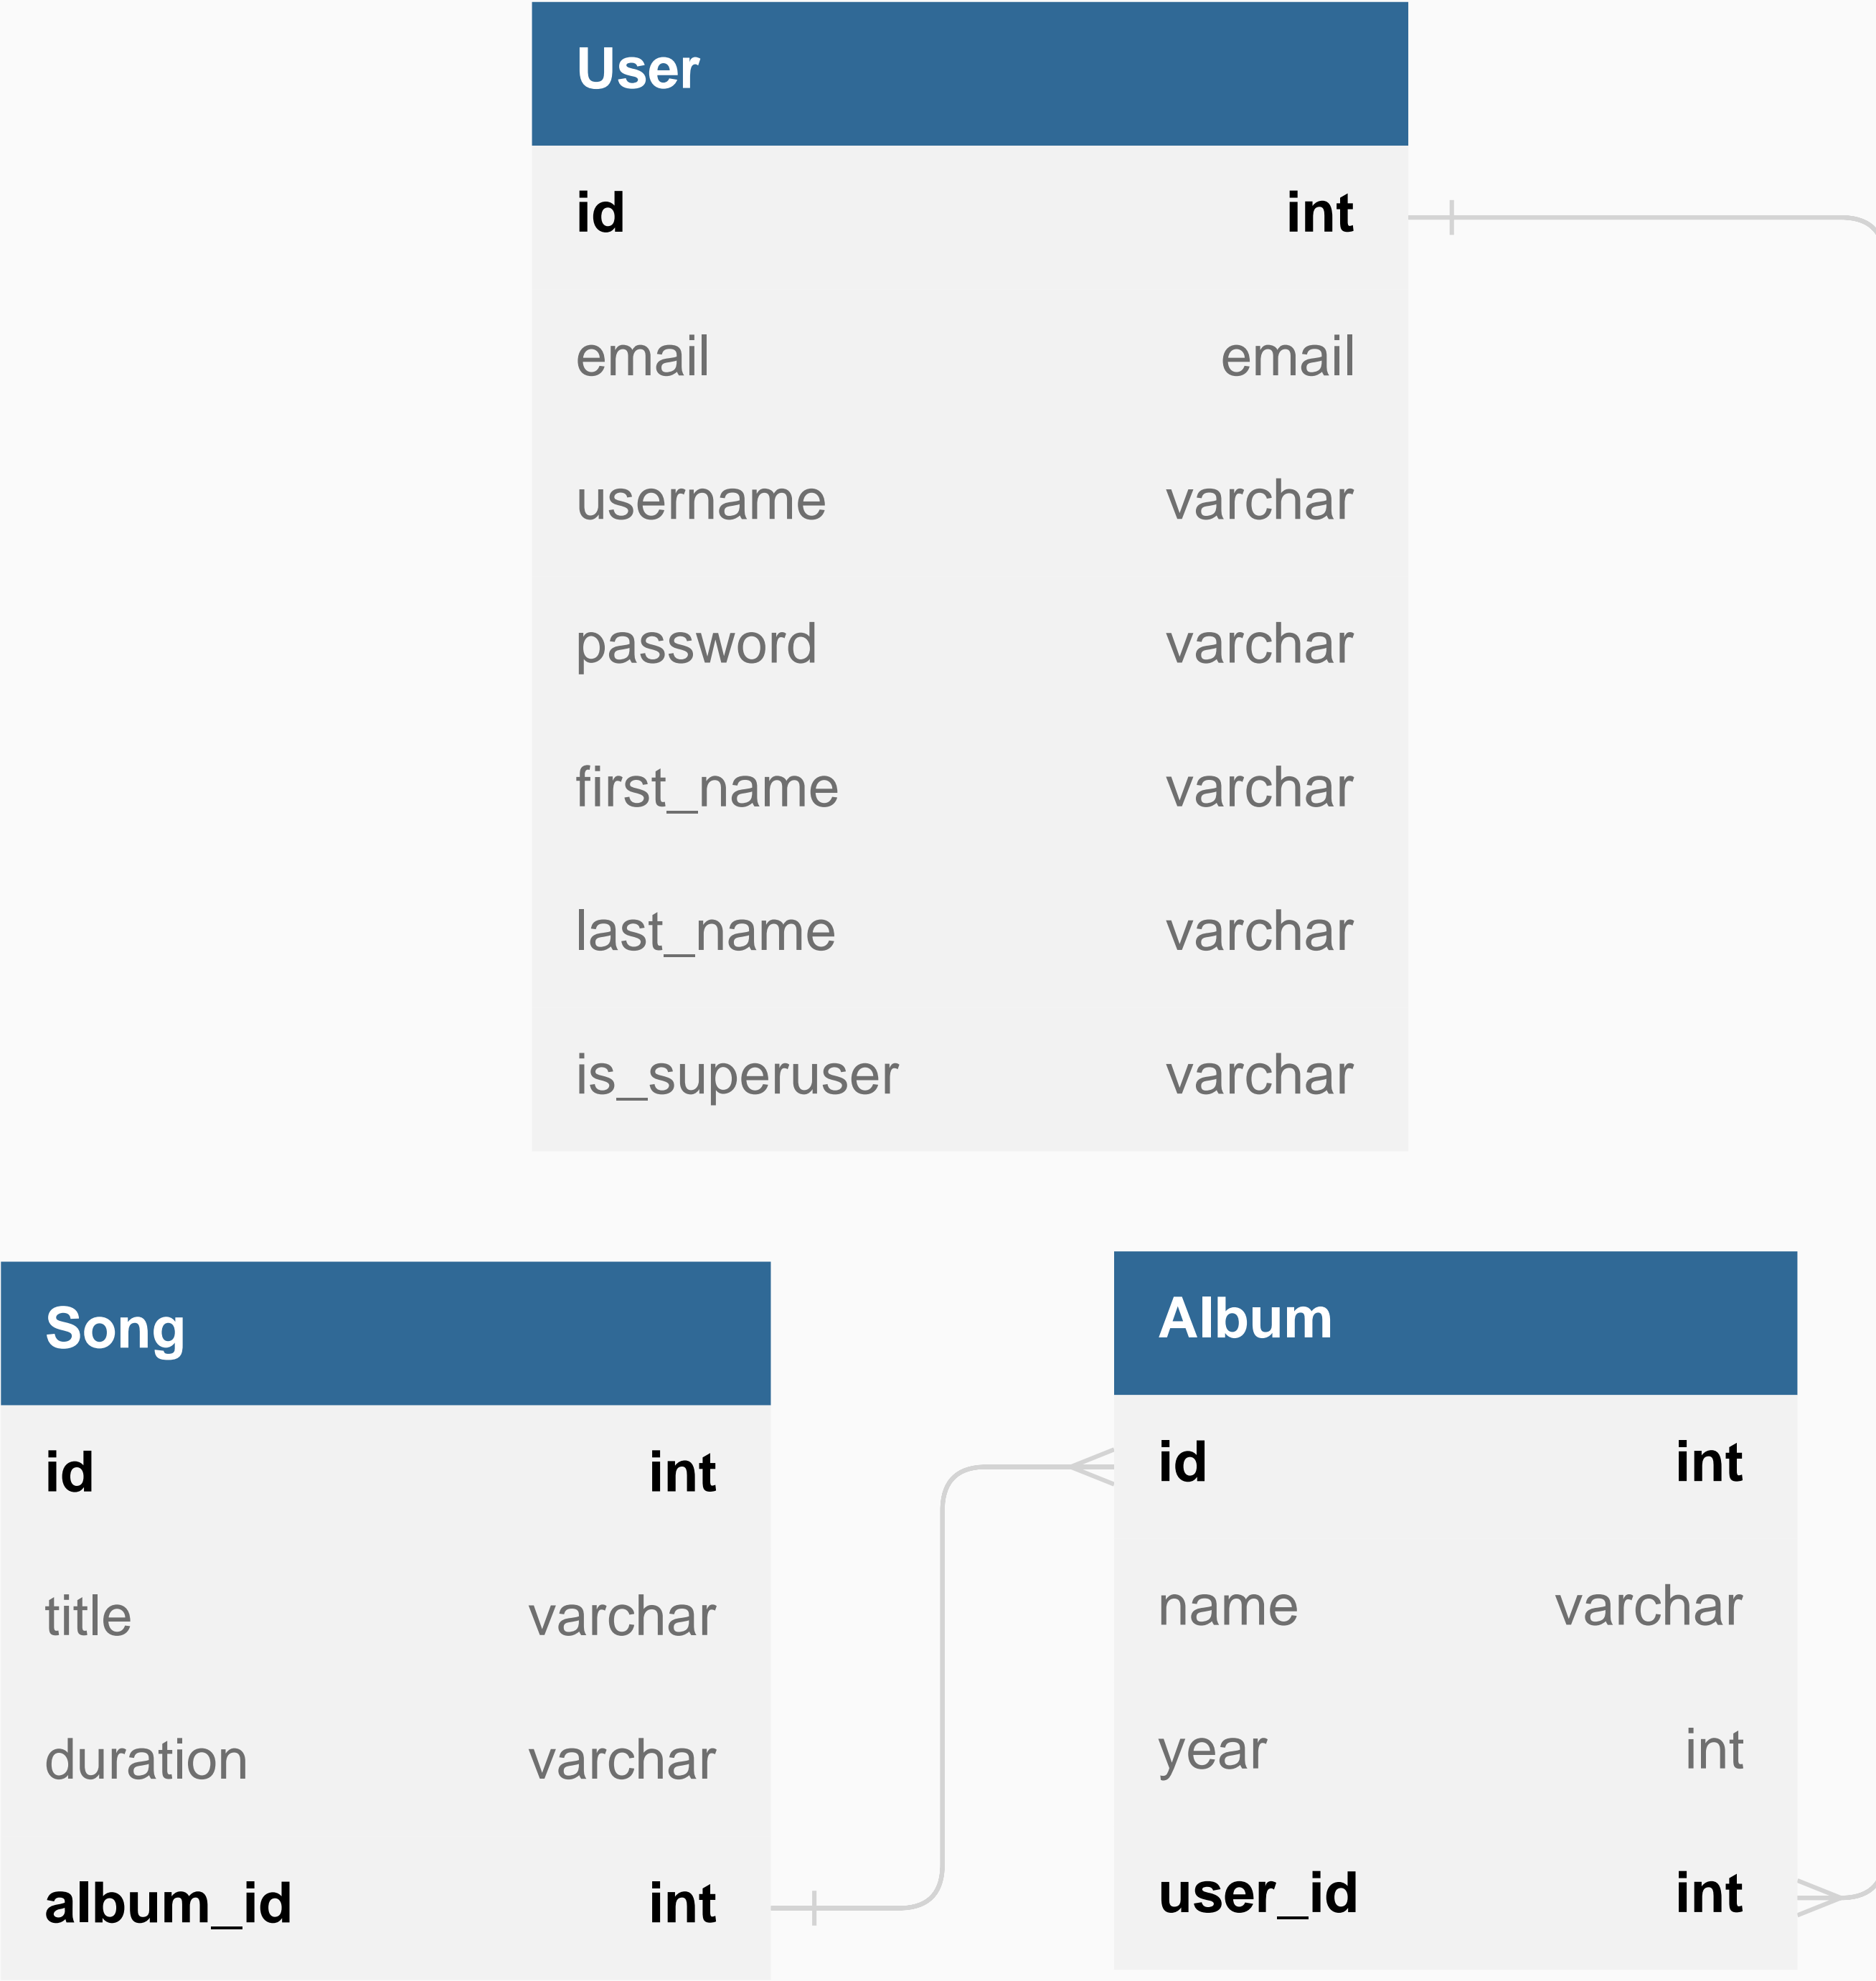 User
id int
email email
username varchar
password varchar
first_name varchar
last_name varchar
is_superuser varchar
Song
id int
title varchar
duration varchar
album_id int
Album
id int
name varchar
year int
user_id int